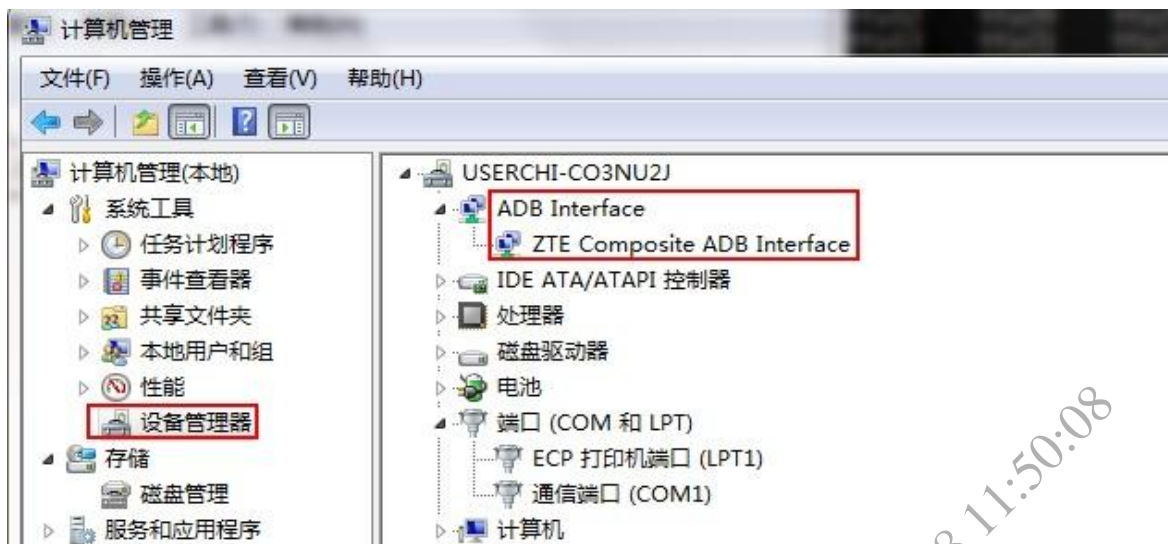 计算机管理
文件(F) 操作(A) 查看(V) 帮助(H)
计算机管理(本地)
系统工具
任务计划程序
事件查看器
共享文件夹
本地用户和组
性能
设备管理器
存储
磁盘管理
服务和应用程序
USERCHI-CO3NU2J
ADB Interface
ZTE Composite ADB Interface
IDE ATA/ATAPI 控制器
处理器
磁盘驱动器
电池
端口 (COM 和 LPT)
ECP 打印机端口 (LPT1)
通信端口 (COM1)
计算机
8 11:50:08